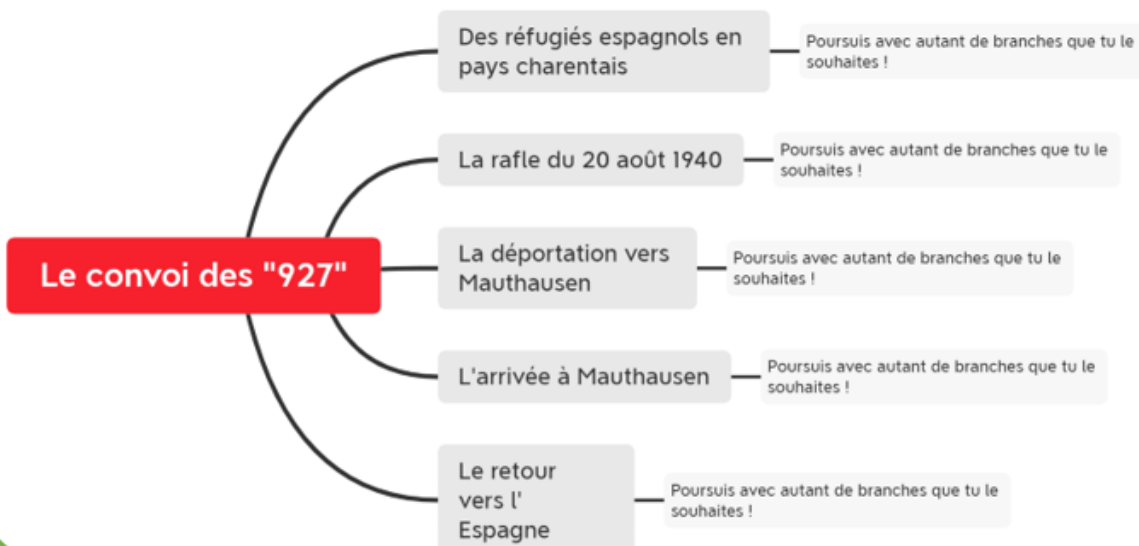 Des réfugiés espagnols en
pays charentais
Poursuis avec autant de branches que tu le
souhaites !
La rafle du 20 août 1940
Poursuis avec autant de branches que tu le
souhaites !
Le convoi des "927"
La déportation vers
Mauthausen
Poursuis avec autant de branches que tu le
souhaites !
L'arrivée à Mauthausen
Poursuis avec autant de branches que tu le
souhaites !
Le retour
vers l'
Espagne
Poursuis avec autant de branches que tu le
souhaites !